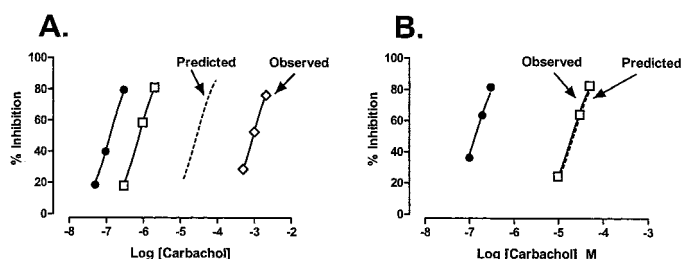 A.
100
80
60
40
20
0
% Inhibition
Predicted
Observed
-8
-7
-6
-5
-4
-3
-2
Log [Carbachol]
B.
100
80
60
40
20
0
% Inhibition
Observed
Predicted
-8
-7
-6
-5
-4
-3
Log [Carbachol] M